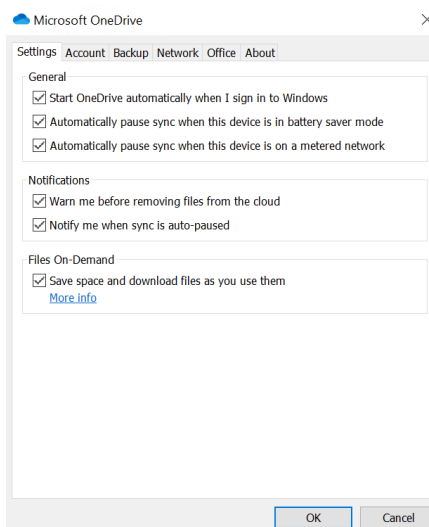 Microsoft OneDrive
Settings Account Backup Network Office About
General
Start OneDrive automatically when I sign in to Windows
Automatically pause sync when this device is in battery saver mode
Automatically pause sync when this device is on a metered network
Notifications
Warn me before removing files from the cloud
Notify me when sync is auto-paused
Files On-Demand
Save space and download files as you use them
More info
OK Cancel